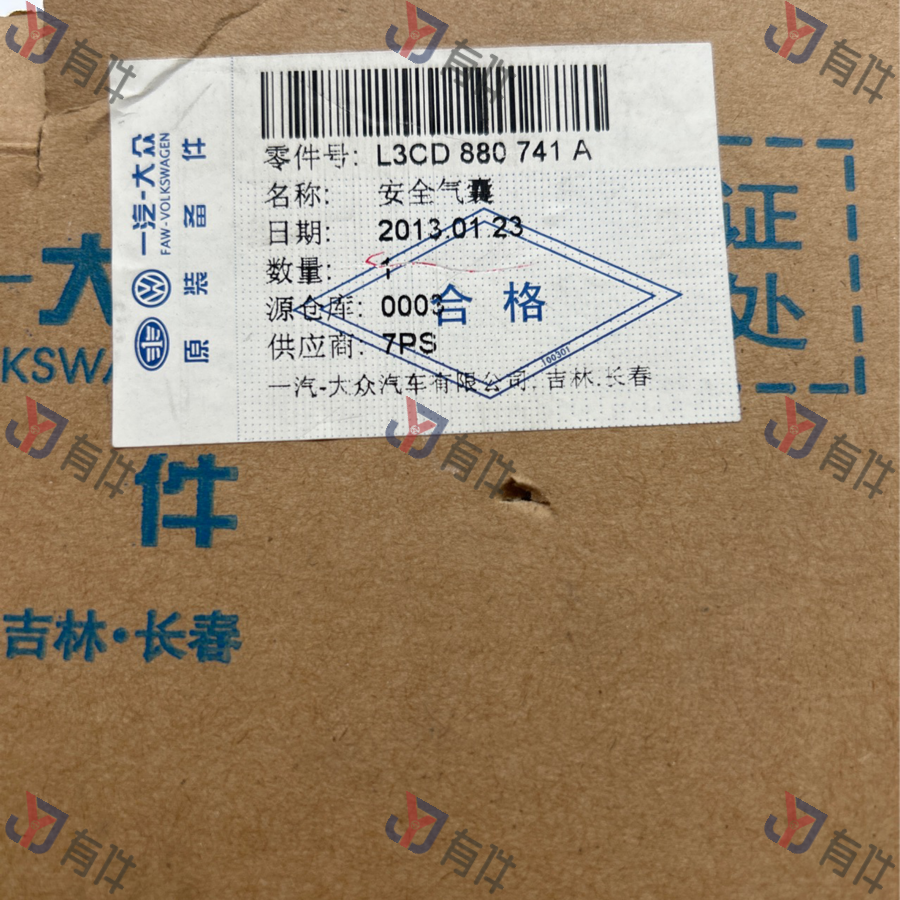 零件号: L3CD 880 741 A
名称: 安全气囊
日期: 2013.01.23
数量: 1
源仓库: 0003
供应商: 7PS
一汽-大众汽车有限公司.吉林.长春
合格
00301
一汽-大众
FAW-VOLKSWAGEN
原装备件
证
处
-大
KSWA
件
吉林·长春
有件
有件
有件
有件
有件
有件
有件
有件
有件